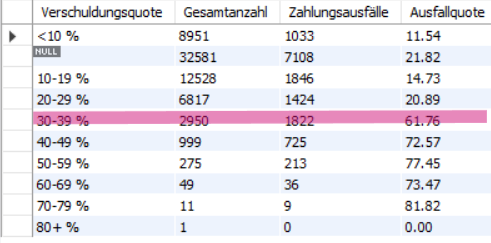 Verschuldungsquote Gesamtanzahl Zahlungsausfälle Ausfallquote
<10 % 8951 1033 11.54
NULL 32581 7108 21.82
10-19 % 12528 1846 14.73
20-29 % 6817 1424 20.89
30-39 % 2950 1822 61.76
40-49 % 999 725 72.57
50-59 % 275 213 77.45
60-69 % 49 36 73.47
70-79 % 11 9 81.82
80+ % 1 0 0.00